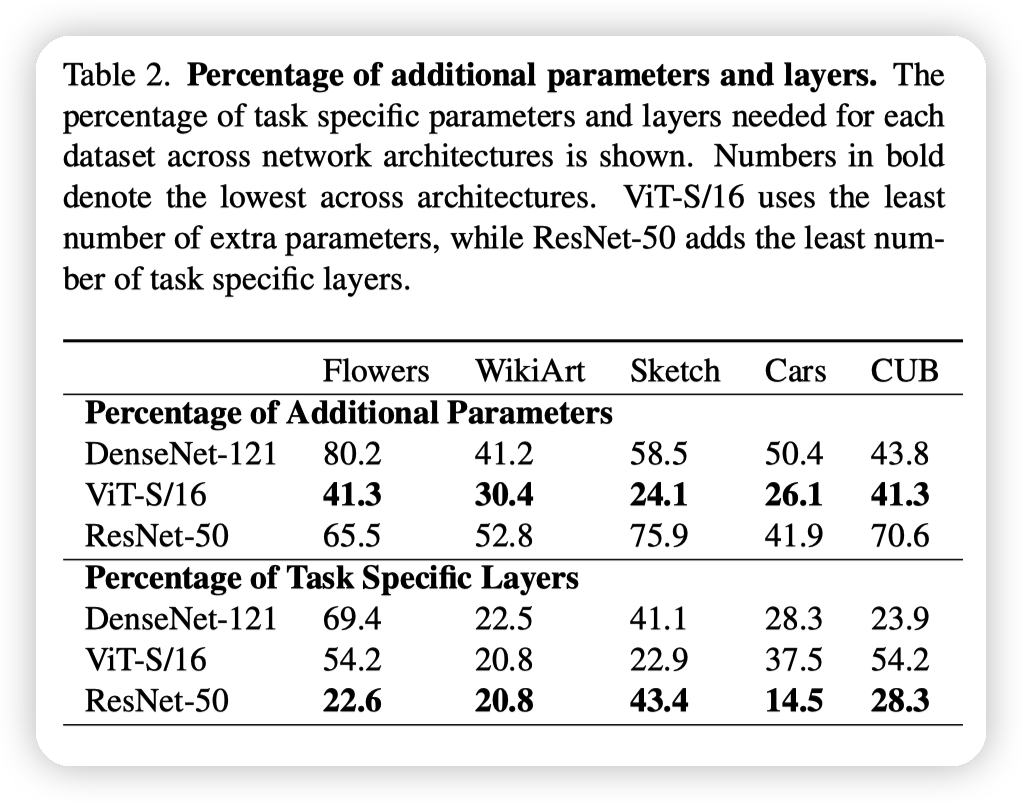 Table 2. Percentage of additional parameters and layers. The
percentage of task specific parameters and layers needed for each
dataset across network architectures is shown. Numbers in bold
denote the lowest across architectures. ViT-S/16 uses the least
number of extra parameters, while ResNet-50 adds the least num-
ber of task specific layers.
Flowers WikiArt Sketch Cars CUB
Percentage of Additional Parameters
DenseNet-121 80.2 41.2 58.5 50.4 43.8
ViT-S/16 41.3 30.4 24.1 26.1 41.3
ResNet-50 65.5 52.8 75.9 41.9 70.6
Percentage of Task Specific Layers
DenseNet-121 69.4 22.5 41.1 28.3 23.9
ViT-S/16 54.2 20.8 22.9 37.5 54.2
ResNet-50 22.6 20.8 43.4 14.5 28.3